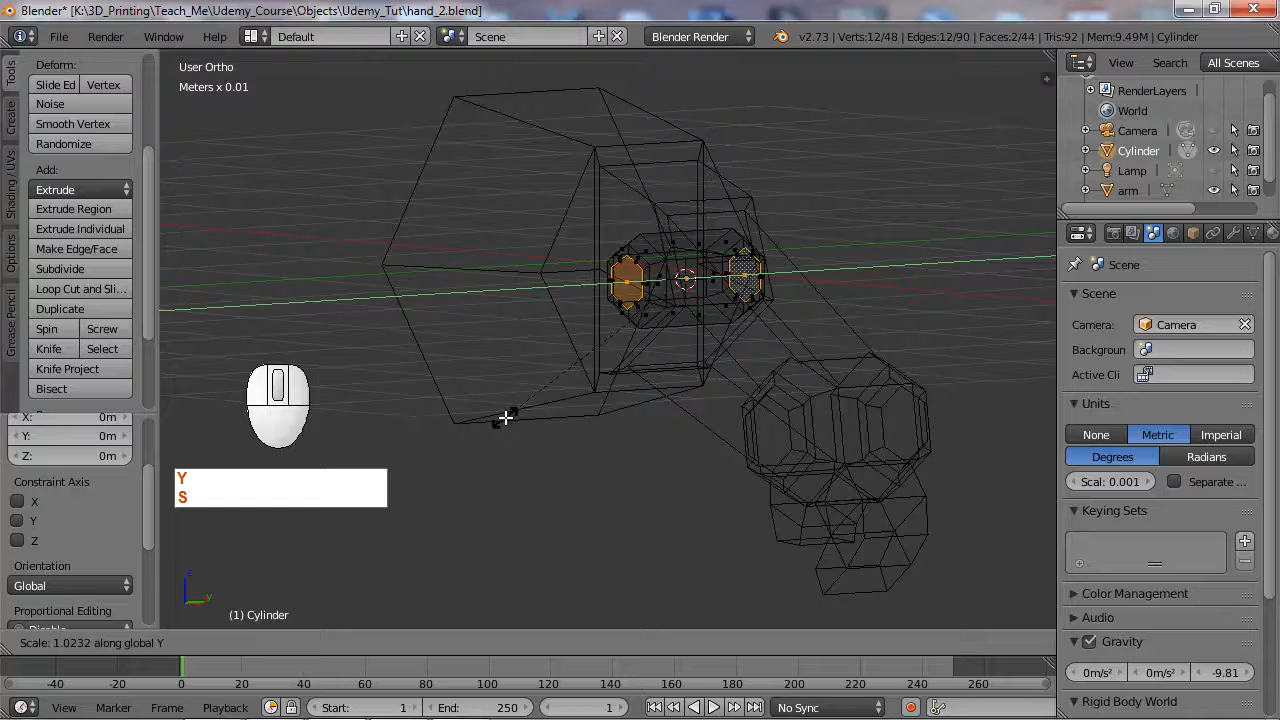 Blender* [K:\3D_Printing\Teach_Me\Udemy_Course\Objects\Udemy_Tut\hand_2.blend]
File Render Window Help Default Scene Blender Render v2.73 | Verts:12/48 | Edges:12/90 | Faces:2/44 | Tris:92 | Mem:9.49M | Cylinder
Tools
Create
Shading / UVs
Options
Grease Pencil
Deform:
Slide Ed Vertex
Noise
Smooth Vertex
Randomize
Add:
Extrude
Extrude Region
Extrude Individual
Make Edge/Face
Subdivide
Loop Cut and Sli...
Duplicate
Spin Screw
Knife Select
Knife Project
Bisect
X: 0m
Y: 0m
Z: 0m
Constraint Axis
X
Y
Z
Orientation
Global
Proportional Editing
User Ortho
Meters x 0.01
Y
S
z
y
(1) Cylinder
Scale: 1.0232 along global Y
View Search All Scenes
RenderLayers
World
Camera
Cylinder
Lamp
arm
Scene
Scene
Camera: Camera
Backgroun
Active Cli
Units
None Metric Imperial
Degrees Radians
Scal: 0.001 Separate ...
Keying Sets
Color Management
Audio
Gravity
0m/s² 0m/s² -9.81
Rigid Body World
-40 -20 0 20 40 60 80 100 120 140 160 180 200 220 240 260
View Marker Frame Playback Start: 1 End: 250 1 No Sync